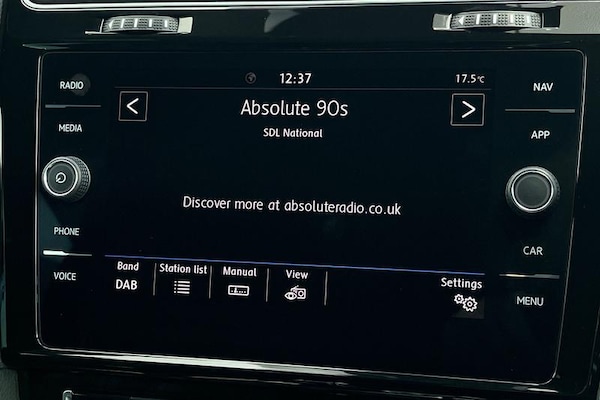 12:37
17.5°C
RADIO
MEDIA
PHONE
VOICE
Absolute 90s
SDL National
Discover more at absoluteradio.co.uk
Band
DAB
Station list
Manual
View
Settings
NAV
APP
CAR
MENU